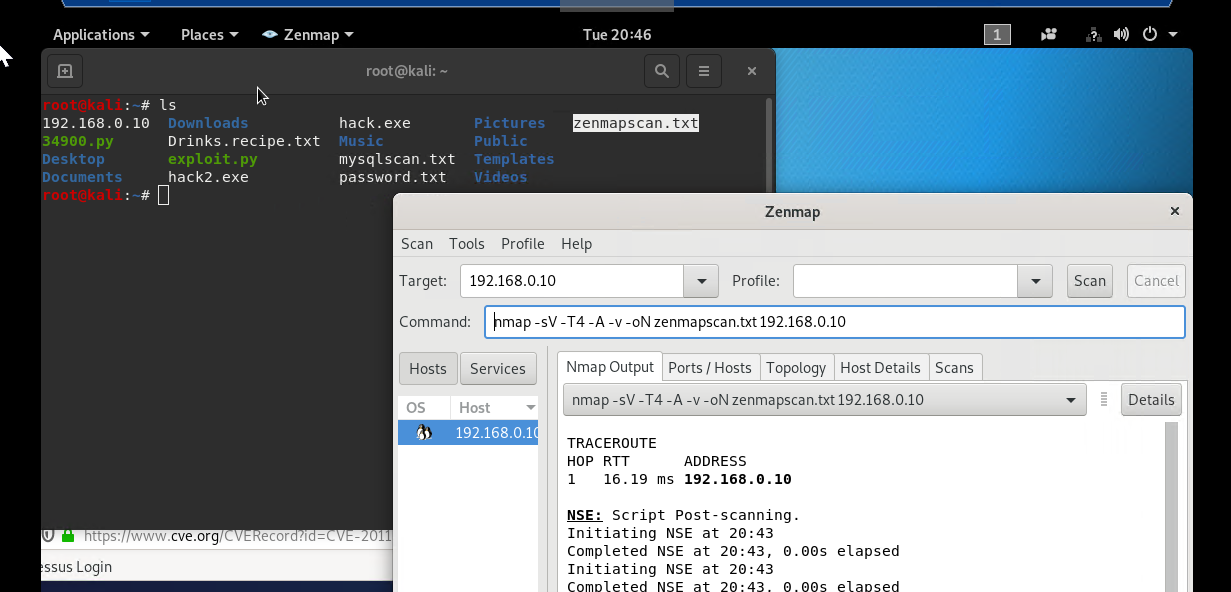 Applications Places Zenmap Tue 20:46 1
root@kali: ~
root@kali:~# ls
192.168.0.10 Downloads hack.exe Pictures zenmapscan.txt
34900.py Drinks.recipe.txt Music Public
Desktop exploit.py mysqlscan.txt Templates
Documents hack2.exe password.txt Videos
root@kali:~#
Zenmap
Scan Tools Profile Help
Target: 192.168.0.10 Profile: Scan Cancel
Command: nmap -sV -T4 -A -v -oN zenmapscan.txt 192.168.0.10
Hosts Services
OS Host
192.168.0.10
Nmap Output Ports / Hosts Topology Host Details Scans
nmap -sV -T4 -A -v -oN zenmapscan.txt 192.168.0.10 Details
TRACEROUTE
HOP RTT ADDRESS
1 16.19 ms 192.168.0.10
NSE: Script Post-scanning.
Initiating NSE at 20:43
Completed NSE at 20:43, 0.00s elapsed
Initiating NSE at 20:43
Completed NSE at 20:43, 0.00s elapsed
https://www.cve.org/CVERecord?id=CVE-2011
essus Login